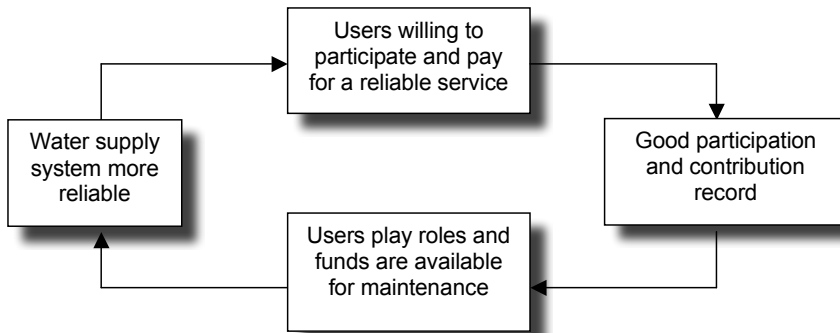 Users willing to
participate and pay
for a reliable service
Water supply
system more
reliable
Good participation
and contribution
record
Users play roles and
funds are available
for maintenance